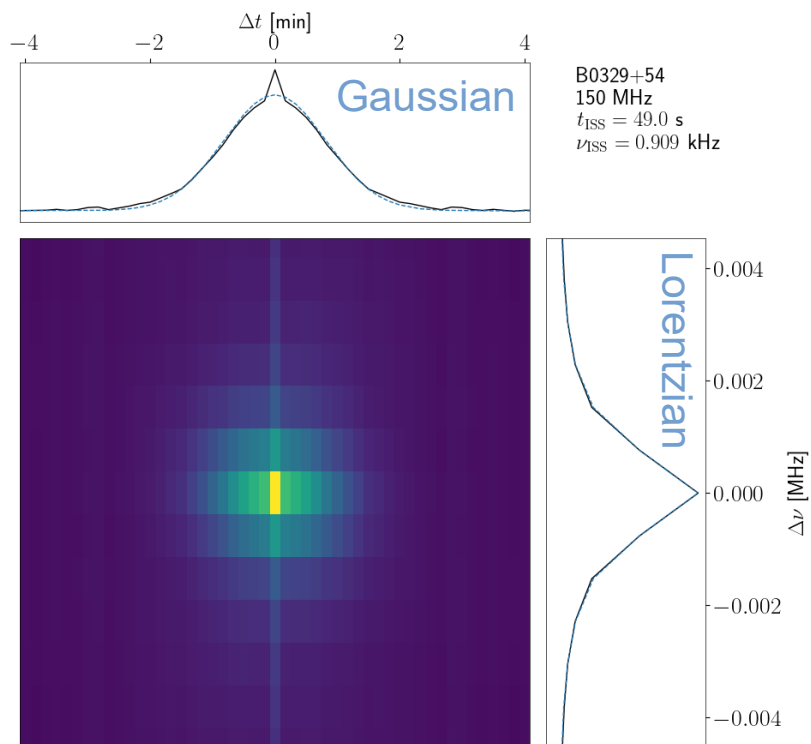 Δt [min]
−4 −2 0 2 4
Gaussian
B0329+54
150 MHz
t_ISS = 49.0 s
ν_ISS = 0.909 kHz
Lorentzian
0.004
0.002
0.000
−0.002
−0.004
Δν [MHz]